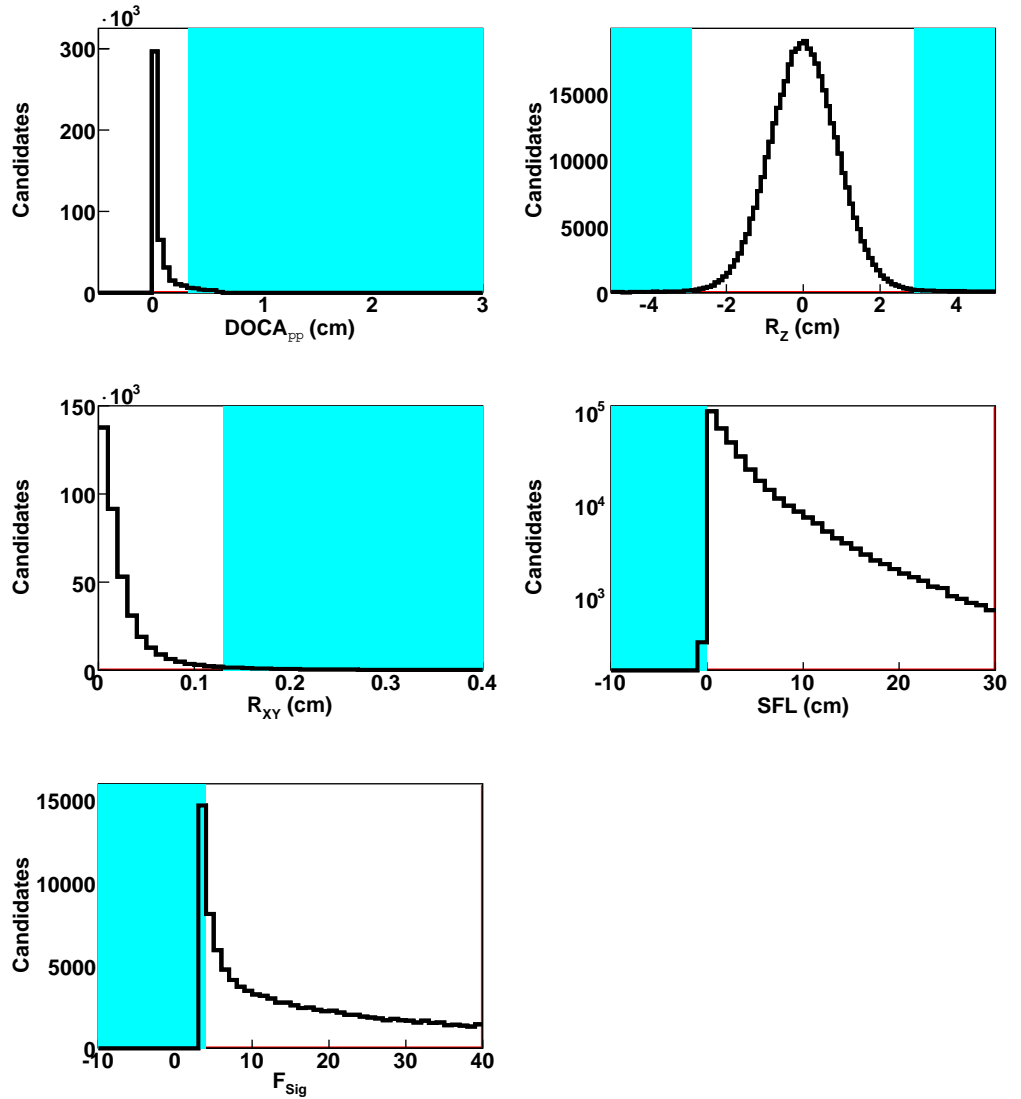 ·10³
300
200
100
0
Candidates
0 1 2 3
DOCA_pp (cm)
15000
10000
5000
0
Candidates
-4 -2 0 2 4
R_Z (cm)
·10³
150
100
50
0
Candidates
0 0.1 0.2 0.3 0.4
R_XY (cm)
10⁵
10⁴
10³
Candidates
-10 0 10 20 30
SFL (cm)
15000
10000
5000
0
Candidates
-10 0 10 20 30 40
F_Sig